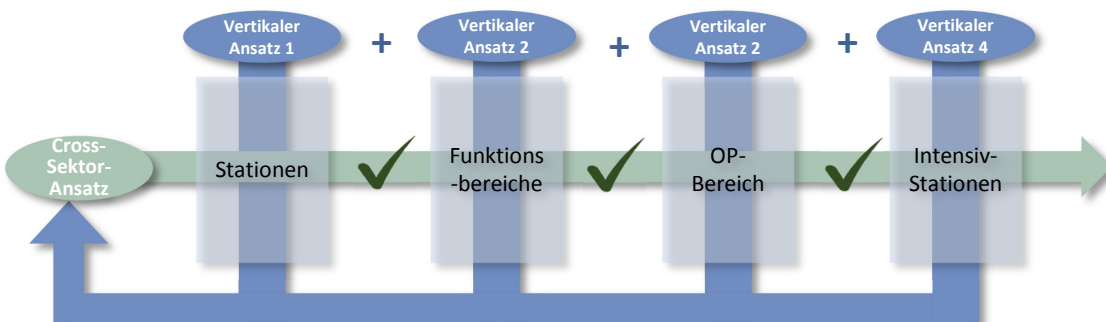 Vertikaler
Ansatz 1
+
Vertikaler
Ansatz 2
+
Vertikaler
Ansatz 2
+
Vertikaler
Ansatz 4
Cross-
Sektor-
Ansatz
Stationen
Funktions
-bereiche
OP-
Bereich
Intensiv-
Stationen